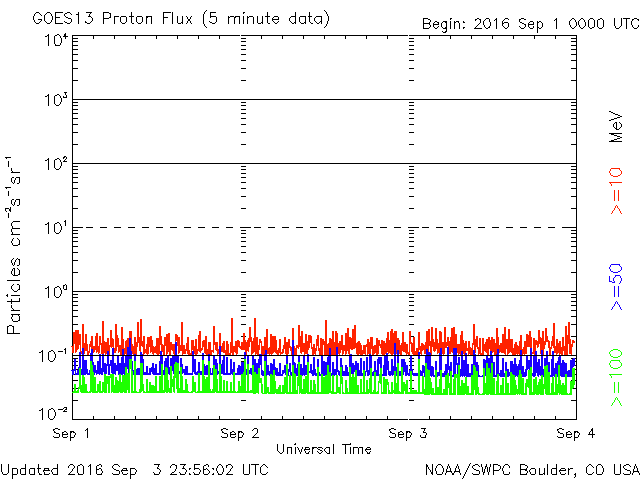 GOES13 Proton Flux (5 minute data)
Begin: 2016 Sep 1 0000 UTC
Particles cm⁻²s⁻¹sr⁻¹
10⁴
10³
10²
10¹
10⁰
10⁻¹
10⁻²
MeV
>=10
>=50
>=100
Sep 1
Sep 2
Sep 3
Sep 4
Universal Time
Updated 2016 Sep 3 23:56:02 UTC
NOAA/SWPC Boulder, CO USA